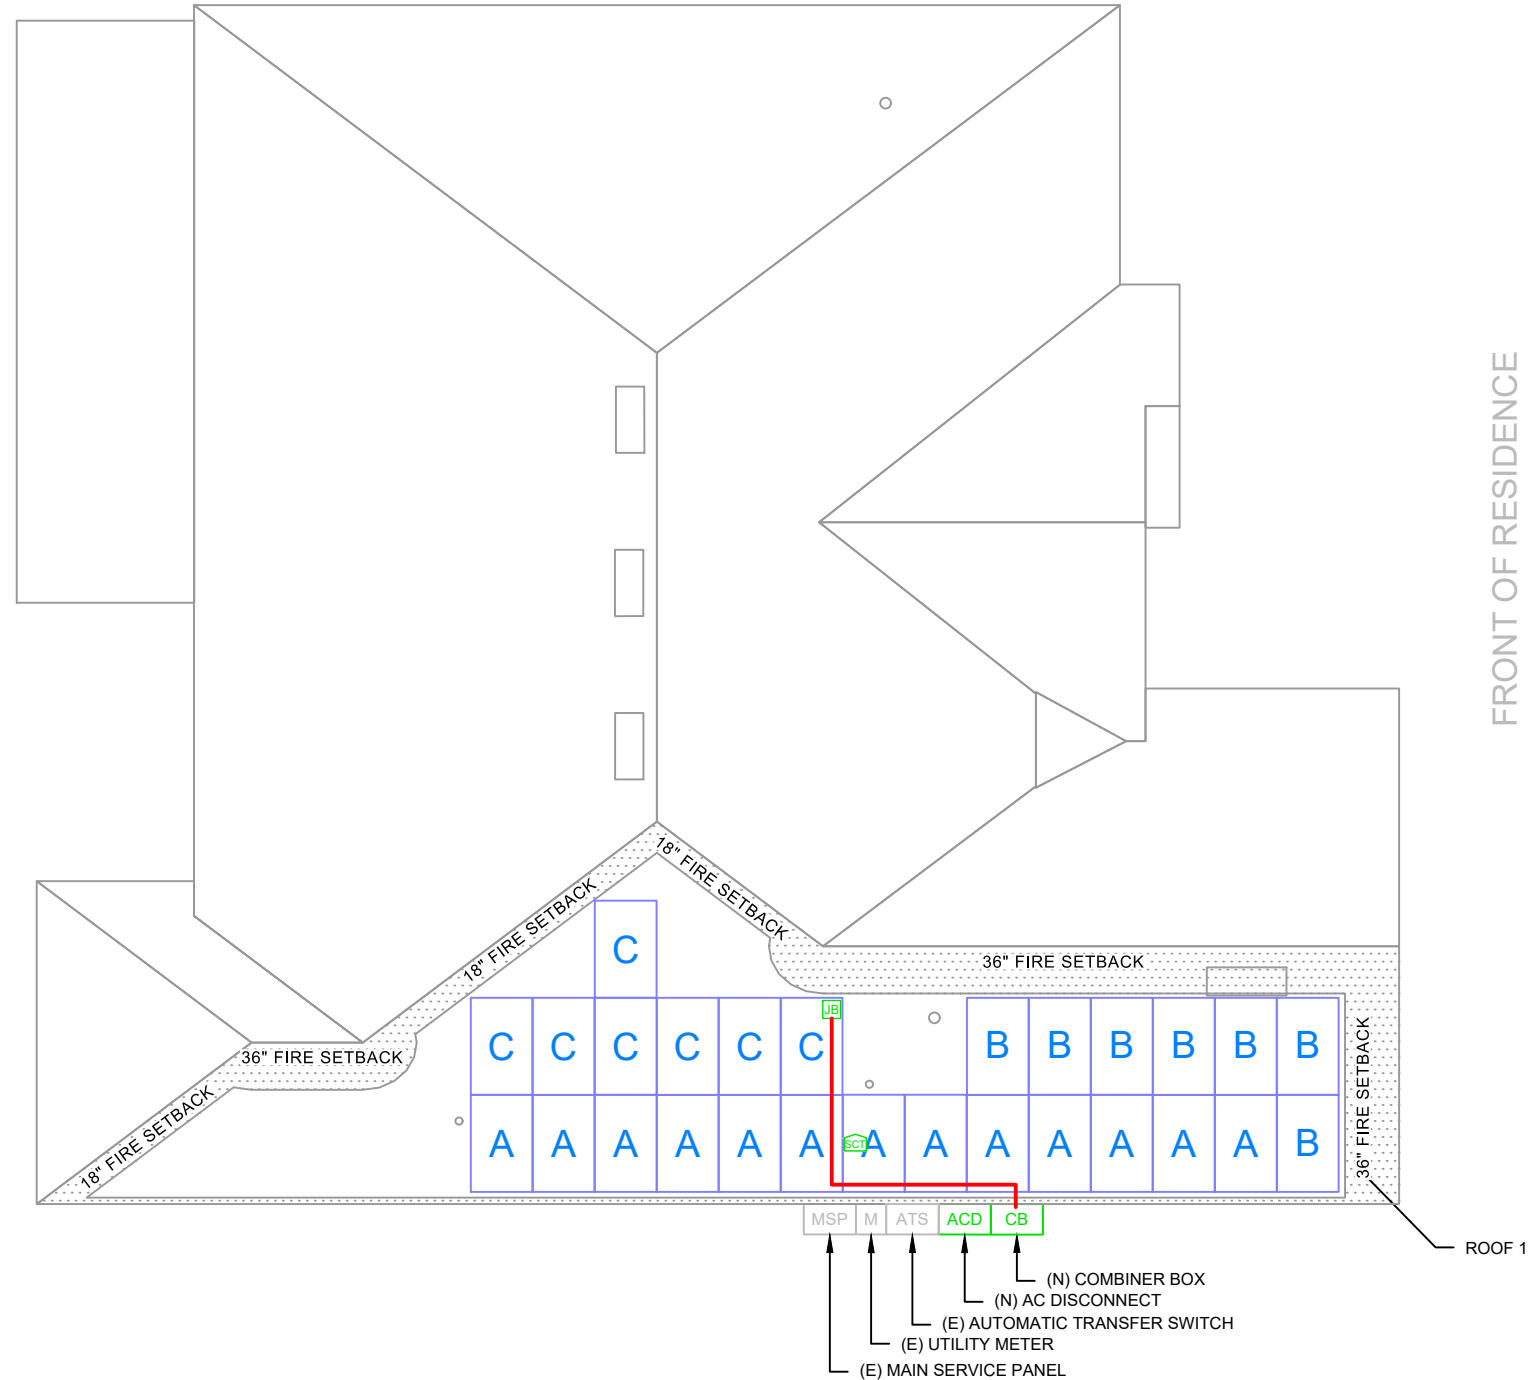 FRONT OF RESIDENCE
18" FIRE SETBACK
18" FIRE SETBACK
36" FIRE SETBACK
36" FIRE SETBACK
18" FIRE SETBACK
36" FIRE SETBACK
C
C C C C C C JB B B B B B B
A A A A A A SCT A A A A A A A B
MSP M ATS ACD CB
ROOF 1
(N) COMBINER BOX
(N) AC DISCONNECT
(E) AUTOMATIC TRANSFER SWITCH
(E) UTILITY METER
(E) MAIN SERVICE PANEL